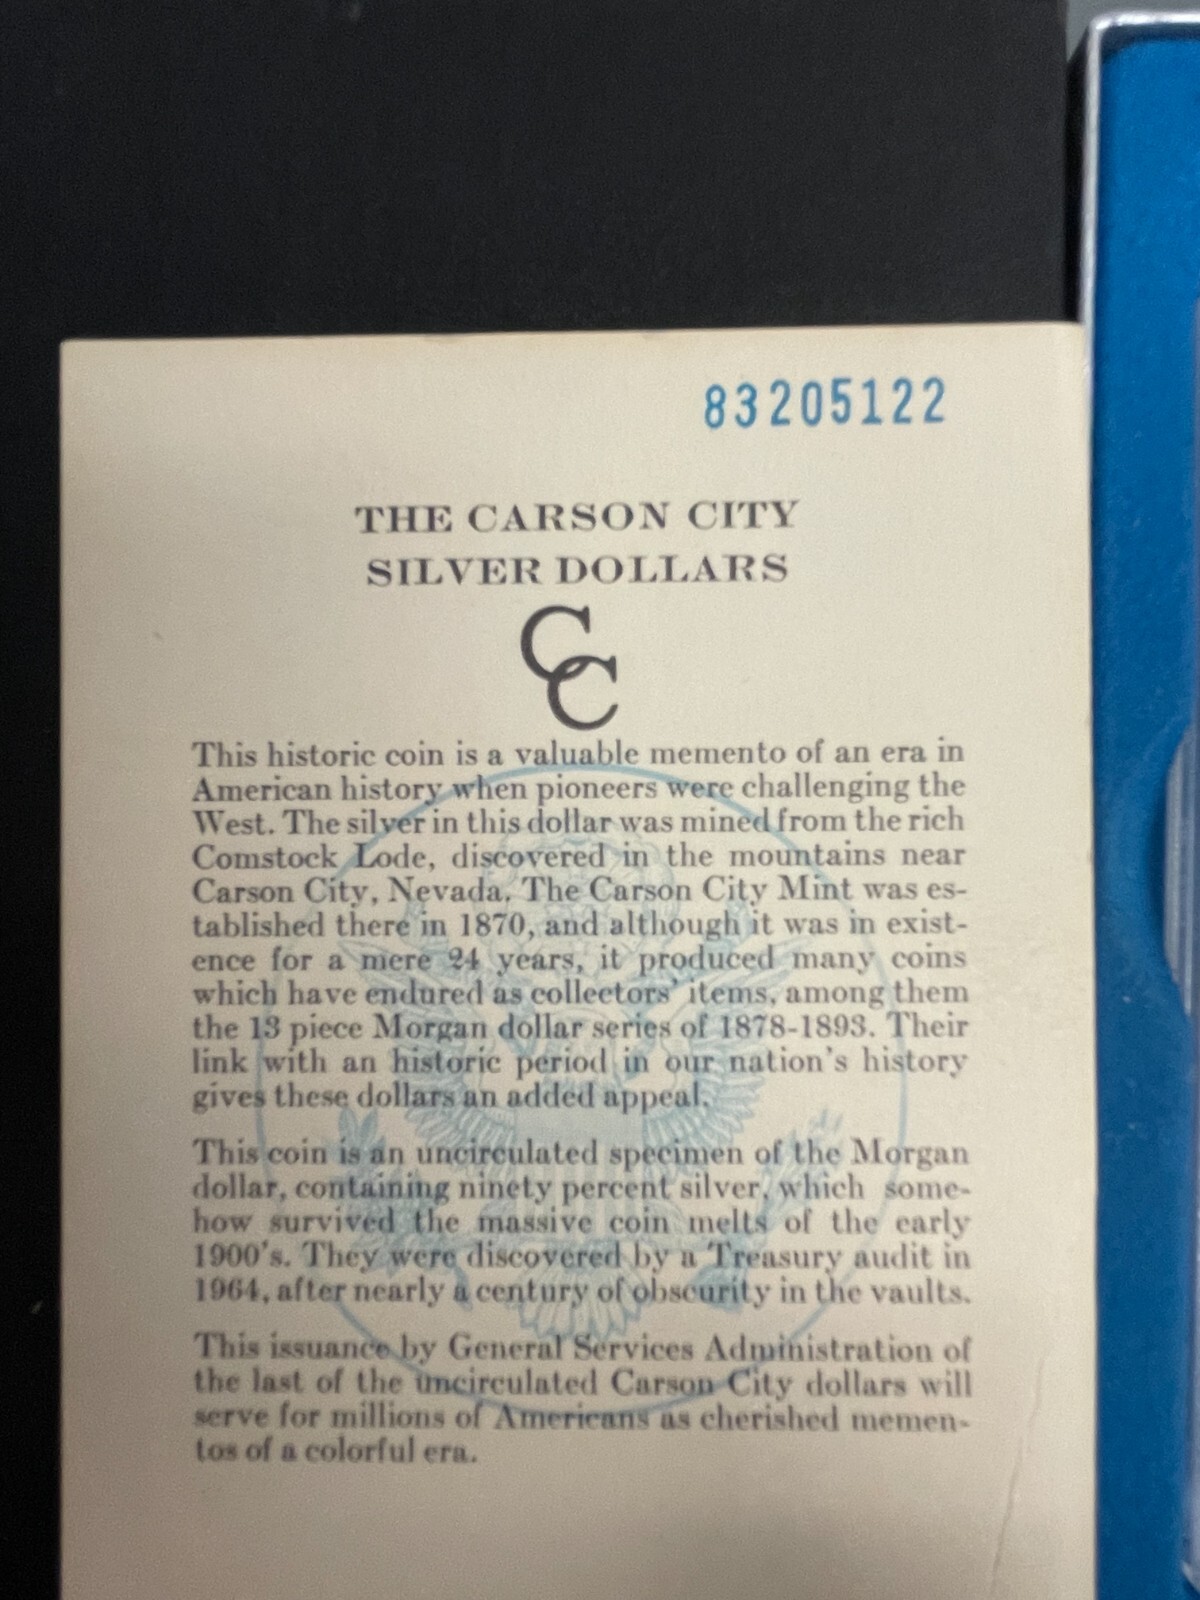 83205122
THE CARSON CITY
SILVER DOLLARS
CC
This historic coin is a valuable memento of an era in
American history when pioneers were challenging the
West. The silver in this dollar was mined from the rich
Comstock Lode, discovered in the mountains near
Carson City, Nevada. The Carson City Mint was es-
tablished there in 1870, and although it was in exist-
ence for a mere 24 years, it produced many coins
which have endured as collectors' items, among them
the 13 piece Morgan dollar series of 1878-1893. Their
link with an historic period in our nation's history
gives these dollars an added appeal.
This coin is an uncirculated specimen of the Morgan
dollar, containing ninety percent silver, which some-
how survived the massive coin melts of the early
1900's. They were discovered by a Treasury audit in
1964, after nearly a century of obscurity in the vaults.
This issuance by General Services Administration of
the last of the uncirculated Carson City dollars will
serve for millions of Americans as cherished memen-
tos of a colorful era.